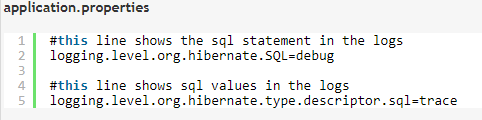 application.properties
1 #this line shows the sql statement in the logs
2 logging.level.org.hibernate.SQL=debug
3
4 #this line shows sql values in the logs
5 logging.level.org.hibernate.type.descriptor.sql=trace